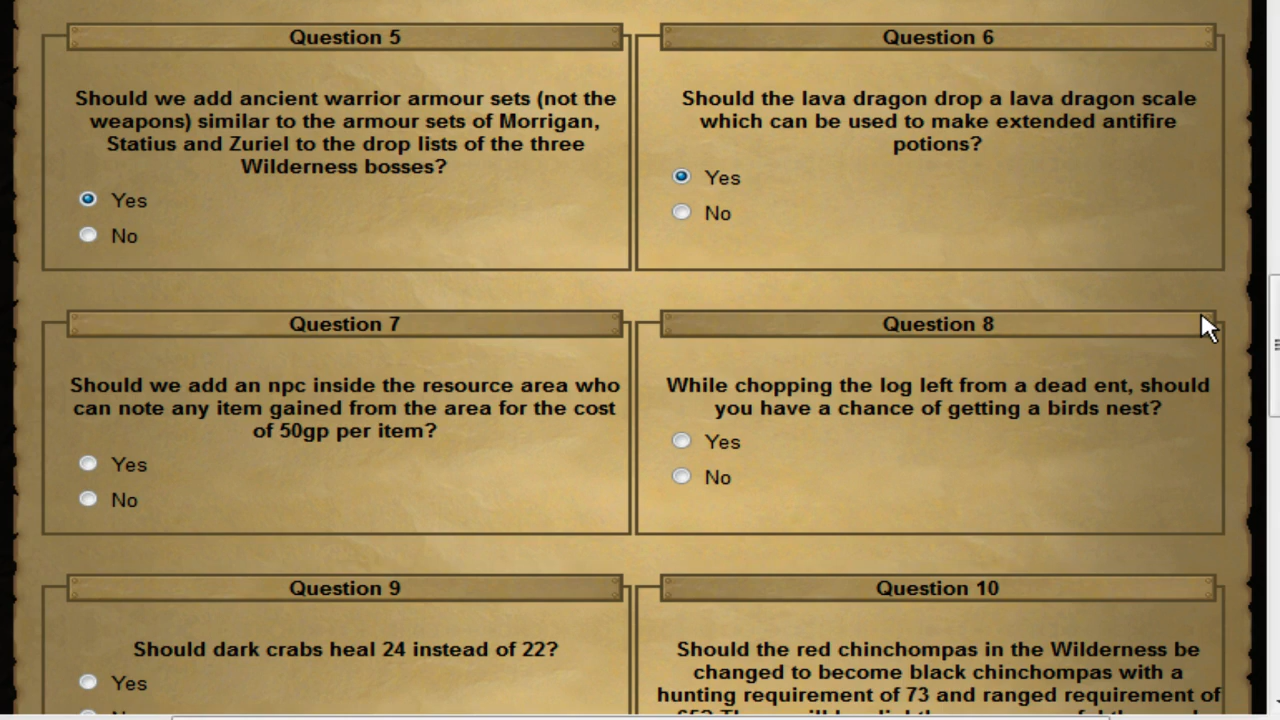 Question 5
Should we add ancient warrior armour sets (not the
weapons) similar to the armour sets of Morrigan,
Statius and Zuriel to the drop lists of the three
Wilderness bosses?
Yes
No
Question 6
Should the lava dragon drop a lava dragon scale
which can be used to make extended antifire
potions?
Yes
No
Question 7
Should we add an npc inside the resource area who
can note any item gained from the area for the cost
of 50gp per item?
Yes
No
Question 8
While chopping the log left from a dead ent, should
you have a chance of getting a birds nest?
Yes
No
Question 9
Should dark crabs heal 24 instead of 22?
Yes
Question 10
Should the red chinchompas in the Wilderness be
changed to become black chinchompas with a
hunting requirement of 73 and ranged requirement of